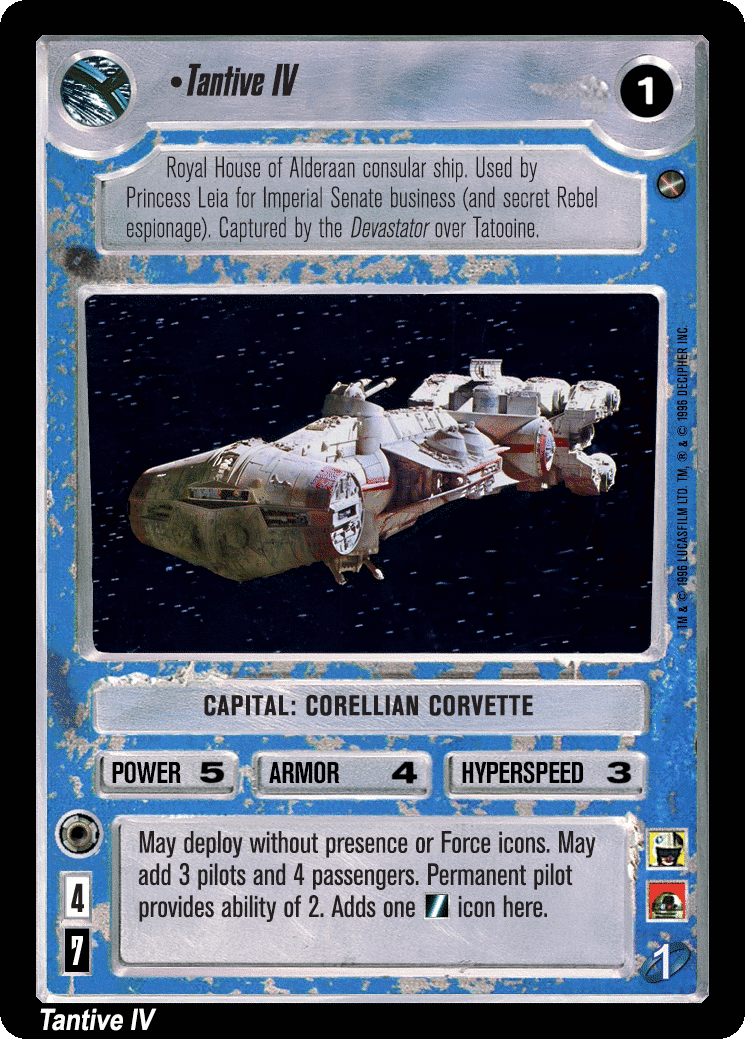 •Tantive IV
1
Royal House of Alderaan consular ship. Used by
Princess Leia for Imperial Senate business (and secret Rebel
espionage). Captured by the Devastator over Tatooine.
TM & © 1996 LUCASFILM LTD. TM, ® & © 1996 DECIPHER INC.
CAPITAL: CORELLIAN CORVETTE
POWER 5 ARMOR 4 HYPERSPEED 3
May deploy without presence or Force icons. May
add 3 pilots and 4 passengers. Permanent pilot
provides ability of 2. Adds one icon here.
4
7
1
Tantive IV